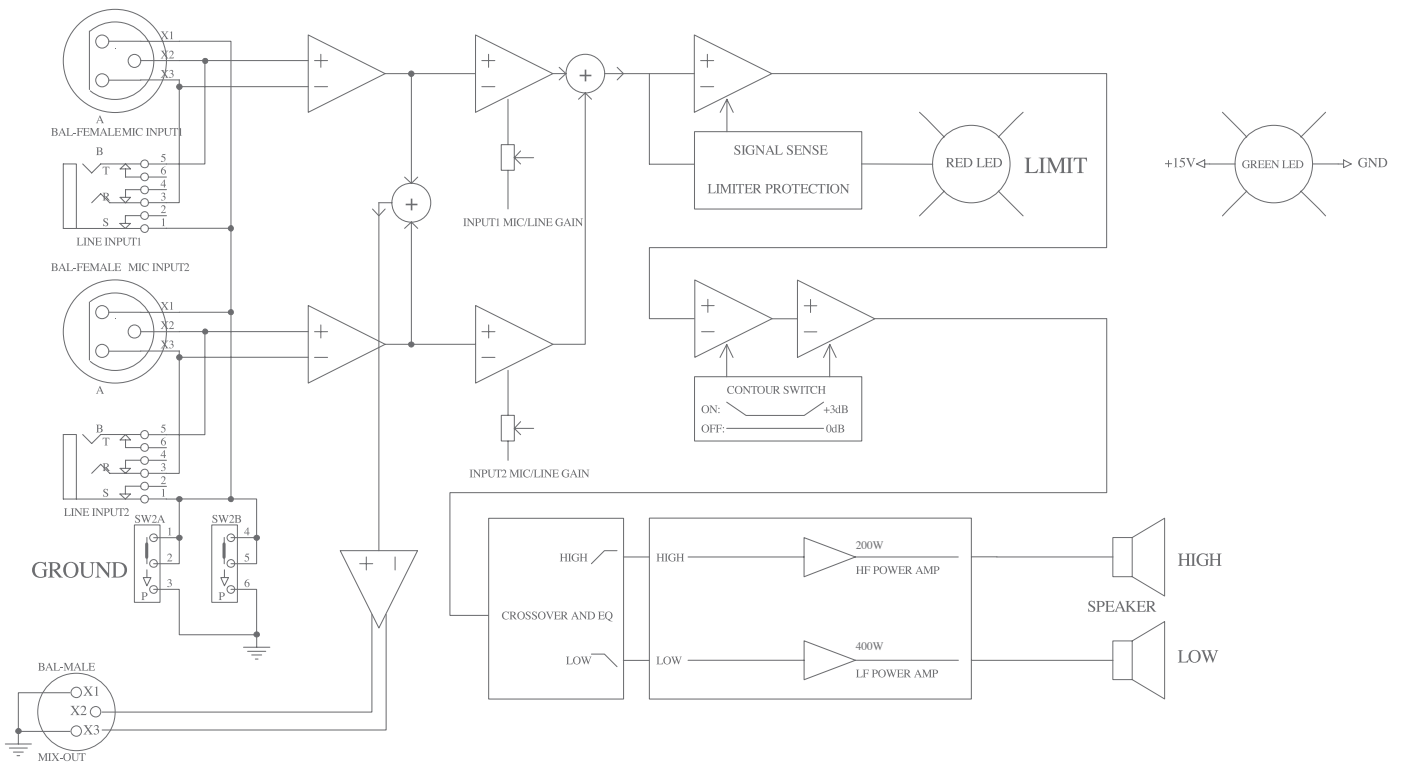 X1
X2
X3
A
BAL-FEMALE MIC INPUT1
B
T
R
S
5
6
4
3
2
1
LINE INPUT1
BAL-FEMALE MIC INPUT2
X1
X2
X3
A
B
T
R
S
5
6
4
3
2
1
LINE INPUT2
SW2A
1
2
3
P
SW2B
4
5
6
P
GROUND
BAL-MALE
X1
X2
X3
MIX-OUT
+
−
+
−
+
INPUT1 MIC/LINE GAIN
+
+
−
+
−
INPUT2 MIC/LINE GAIN
+
−
+
−
SIGNAL SENSE
LIMITER PROTECTION
RED LED
LIMIT
+15V
GREEN LED
GND
+
−
+
−
CONTOUR SWITCH
ON:
+3dB
OFF:
0dB
CROSSOVER AND EQ
HIGH
LOW
HIGH
200W
HF POWER AMP
LOW
400W
LF POWER AMP
HIGH
SPEAKER
LOW